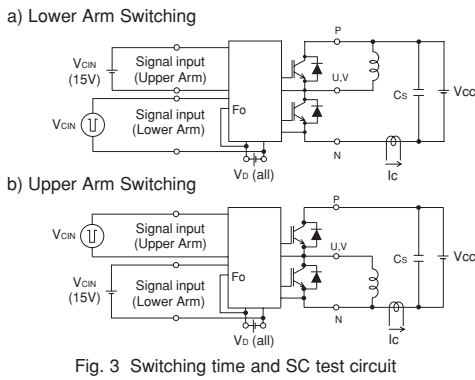 a) Lower Arm Switching
P
VCIN
(15V)
Signal input
(Upper Arm)
U,V
CS
VCC
Signal input
(Lower Arm)
Fo
VCIN
N
VD (all)
Ic
b) Upper Arm Switching
P
VCIN
Signal input
(Upper Arm)
U,V
CS
VCC
Fo
VCIN
(15V)
Signal input
(Lower Arm)
N
VD (all)
Ic
Fig. 3 Switching time and SC test circuit